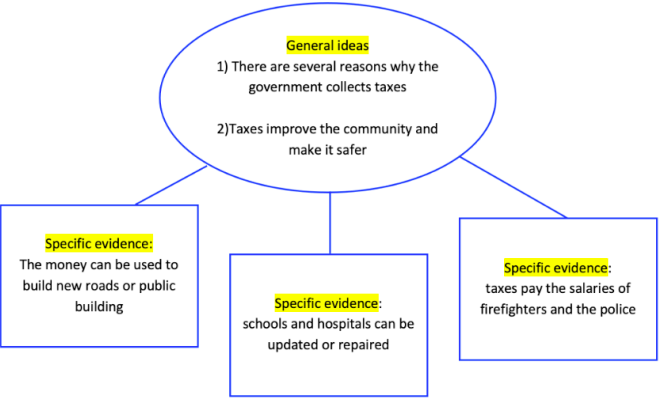 General ideas
1) There are several reasons why the
government collects taxes
2)Taxes improve the community and
make it safer
Specific evidence:
The money can be used to
build new roads or public
building
Specific evidence:
schools and hospitals can be
updated or repaired
Specific evidence:
taxes pay the salaries of
firefighters and the police